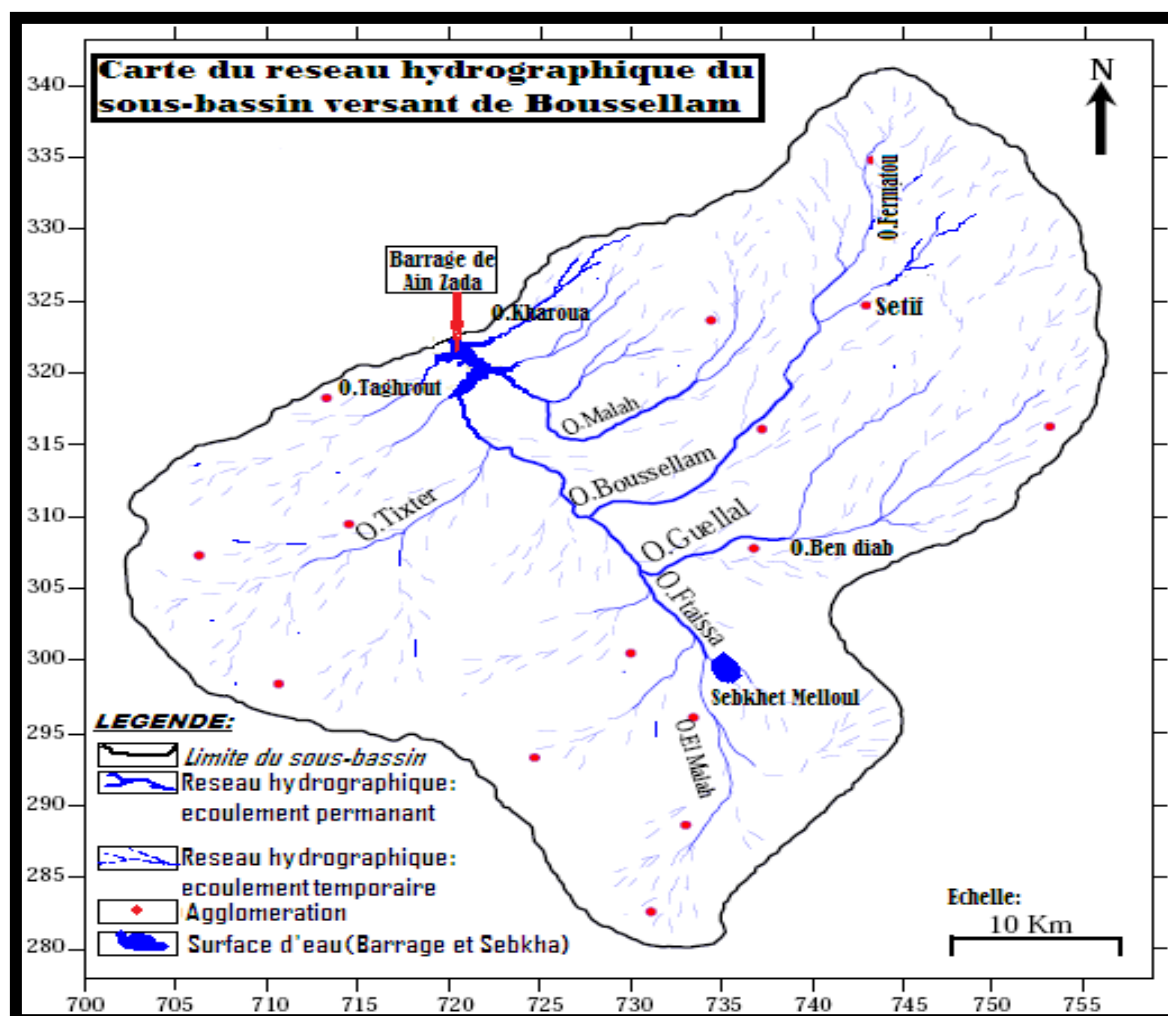 Carte du reseau hydrographique du
sous-bassin versant de Boussellam
N
340
335
330
325
320
315
310
305
300
295
290
285
280
Barrage de
Ain Zada
O.Kharoua
O.Fermatou
Setif
O.Taghrout
O.Malah
O.Boussellam
O.Tixter
O.Guellal
O.Ben diab
O.Ftaissa
Sebkhet Melloul
O.El Malah
LEGENDE:
Limite du sous-bassin
Reseau hydrographique:
ecoulement permanant
Reseau hydrographique:
ecoulement temporaire
Agglomeration
Surface d'eau(Barrage et Sebkha)
Echelle:
10 Km
700 705 710 715 720 725 730 735 740 745 750 755